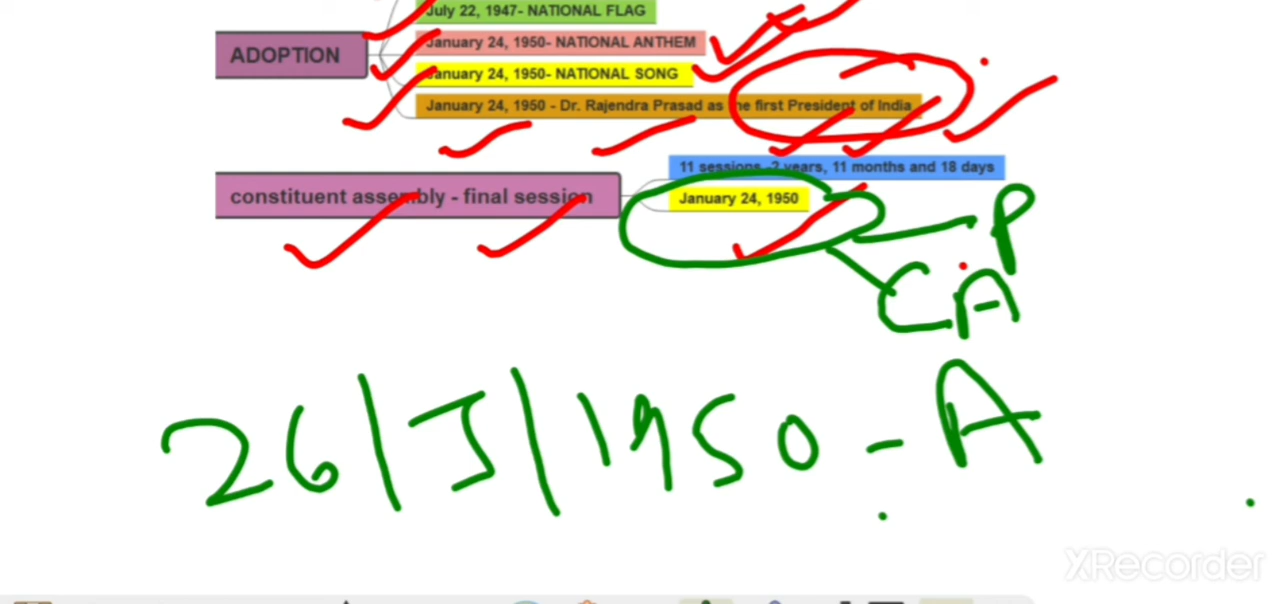 July 22, 1947- NATIONAL FLAG
ADOPTION
January 24, 1950- NATIONAL ANTHEM
January 24, 1950- NATIONAL SONG
January 24, 1950 - Dr. Rajendra Prasad as the first President of India
11 sessions -2 years, 11 months and 18 days
constituent assembly - final session
January 24, 1950
P
CA
26/J/1950 - A
XRecorder